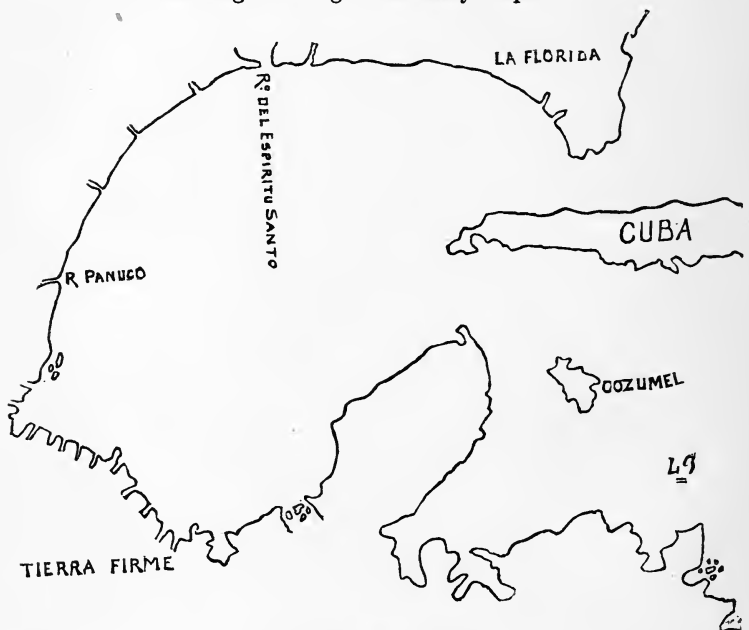 LA FLORIDA
Rº DEL ESPIRITU SANTO
CUBA
R PANUCO
COZUMEL
TIERRA FIRME